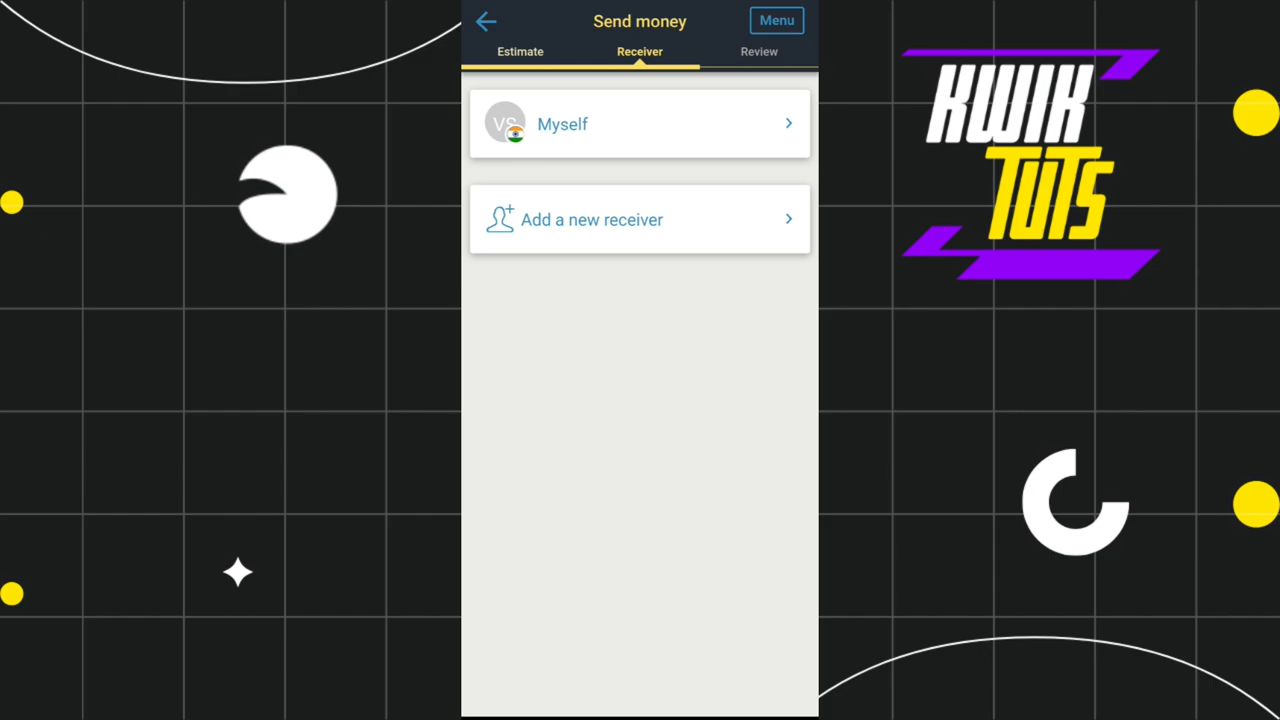 Send money
Menu
Estimate
Receiver
Review
VS
Myself
Add a new receiver
KWIK
TUTS